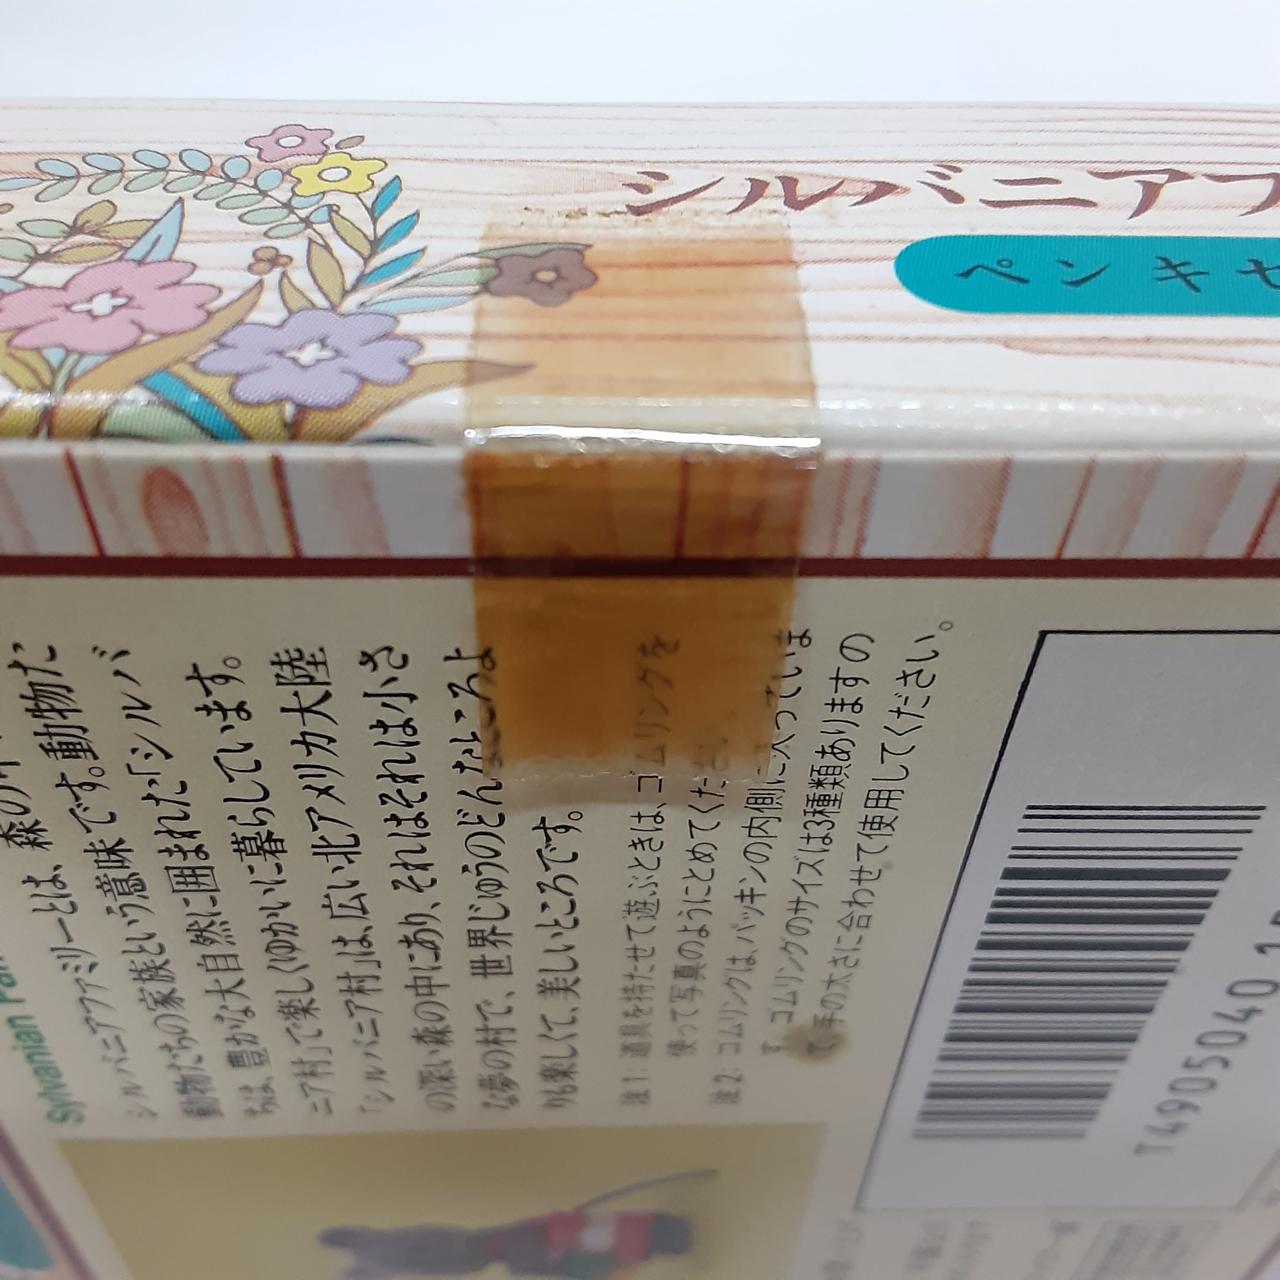 シルバニアフ
ペンキセ
Sylvanian Fam
シルバニアファミリーとは、森の
動物たちの家族という意味です。動物た
ちは、豊かな大自然に囲まれた「シルバ
ニア村」で楽しくゆかいに暮らしています。
「シルバニア村」は、広い北アメリカ大陸
の深い森の中にあり、それはそれは小さ
な夢の村で、世界じゅうのどんなところよ
りも楽しくて、美しいところです。
注1:道具を持たせて遊ぶときは、ゴムリングを
使って写真のようにとめてください。
注2:ゴムリングは、パッキンの内側に入っていま
す。ゴムリングのサイズは3種類ありますの
で、手の太さに合わせて使用してください。
T4905040